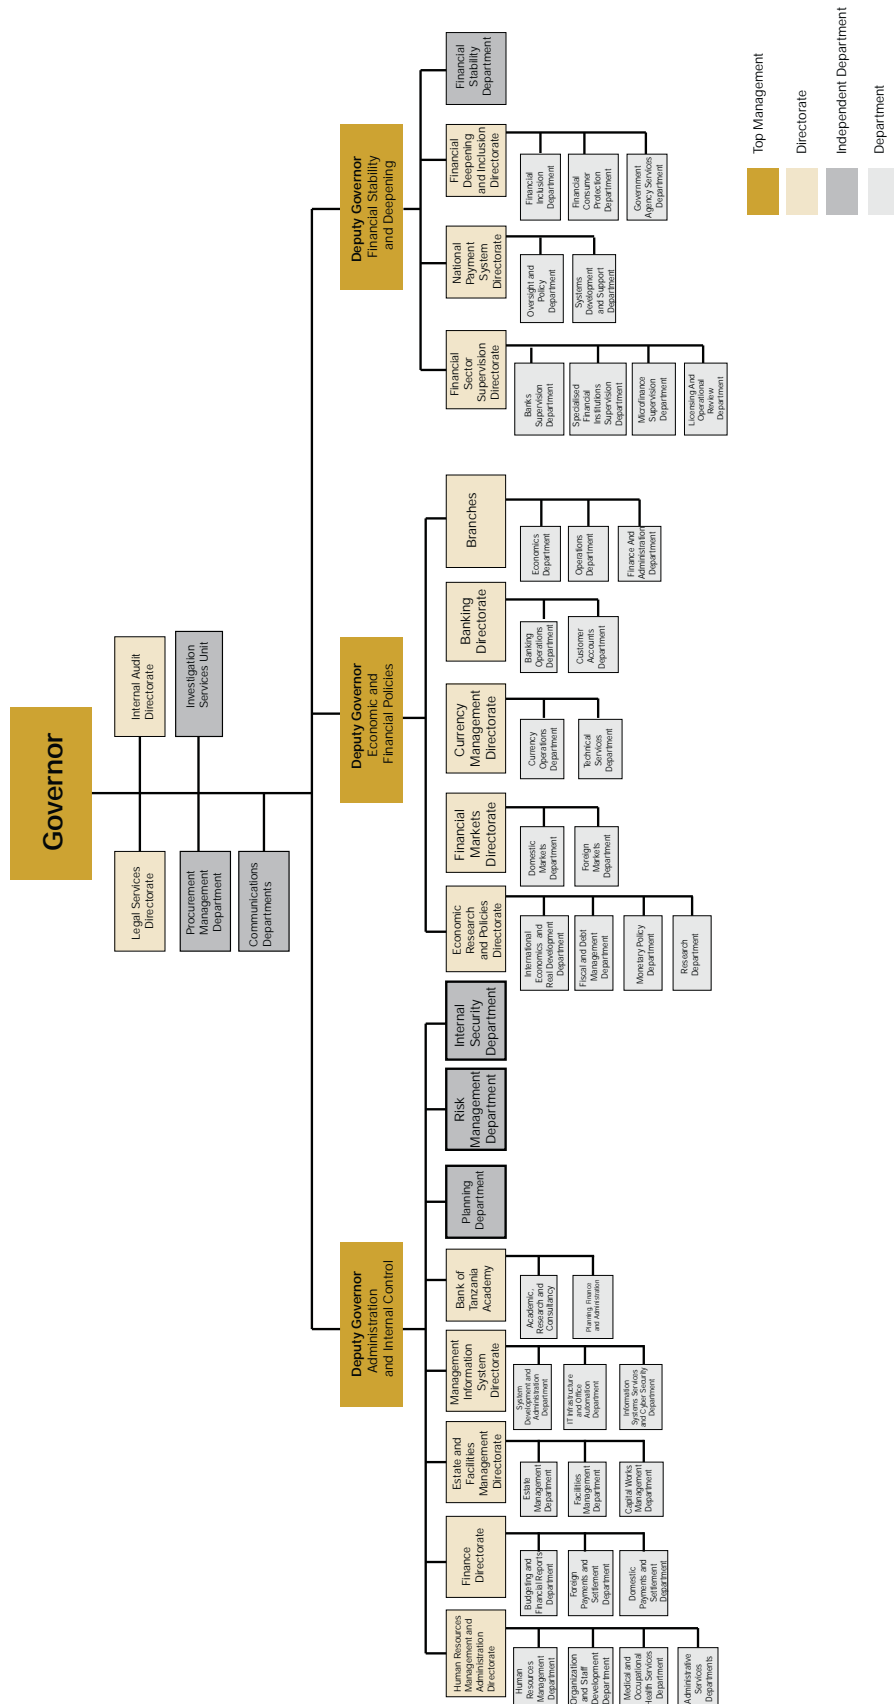 Governor
Legal Services
Directorate
Internal Audit
Directorate
Procurement
Management
Department
Investigation
Services Unit
Communications
Departments
Deputy Governor
Administration
and Internal Control
Deputy Governor
Economic and
Financial Policies
Deputy Governor
Financial Stability
and Deepening
Human Resources
Management and
Administration
Directorate
Finance
Directorate
Estate and
Facilities
Management
Directorate
Management
Information
System
Directorate
Bank of
Tanzania
Academy
Planning
Department
Risk
Management
Department
Internal
Security
Department
Economic
Research
and Policies
Directorate
Financial
Markets
Directorate
Currency
Management
Directorate
Banking
Directorate
Branches
Financial
Sector
Supervision
Directorate
National
Payment
System
Directorate
Financial
Deepening
and Inclusion
Directorate
Financial
Stability
Department
Human
Resources
Management
Department
Organization
and Staff
Development
Department
Medical and
Occupational
Health Services
Department
Administrative
Services
Departments
Budgeting and
Financial Reports
Department
Foreign
Payments and
Settlement
Department
Domestic
Payments and
Settlement
Department
Estate
Management
Department
Facilities
Management
Department
Capital Works
Management
Department
System
Development and
Administration
Department
IT Infrastructure
and Office
Automation
Department
Information
Systems Services
and Cyber Security
Department
Academic,
Research and
Consultancy
Planning, Finance
and Administration
International
Economics and
Real Development
Department
Fiscal and Debt
Management
Department
Monetary Policy
Department
Research
Department
Domestic
Markets
Department
Foreign
Markets
Department
Currency
Operations
Department
Technical
Services
Department
Banking
Operations
Department
Customer
Accounts
Department
Economics
Department
Operations
Department
Finance And
Administration
Department
Banks
Supervision
Department
Specialised
Financial
Institutions
Supervision
Department
Microfinance
Supervision
Department
Licensing And
Operational
Review
Department
Oversight and
Policy
Department
Systems
Development
and Support
Department
Financial
Inclusion
Department
Financial
Consumer
Protection
Department
Government
Agency Services
Department
Top Management
Directorate
Independent Department
Department